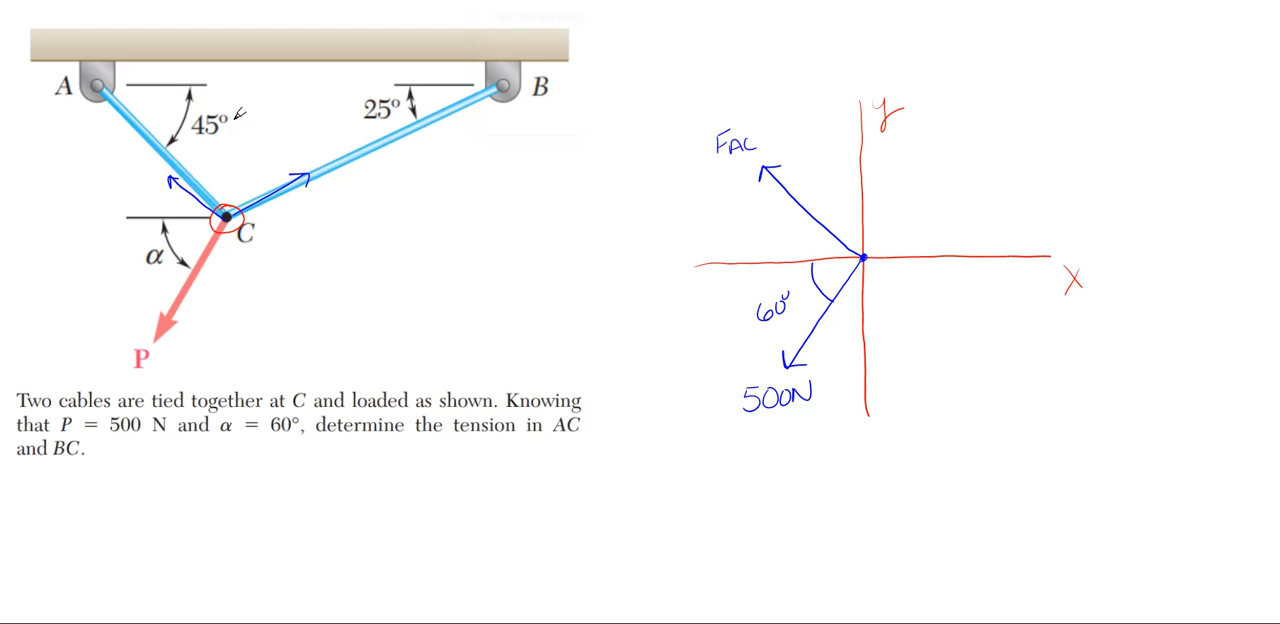 A
B
45°
25°
C
α
P
Two cables are tied together at C and loaded as shown. Knowing
that P = 500 N and α = 60°, determine the tension in AC
and BC.
y
FAC
X
60°
500N